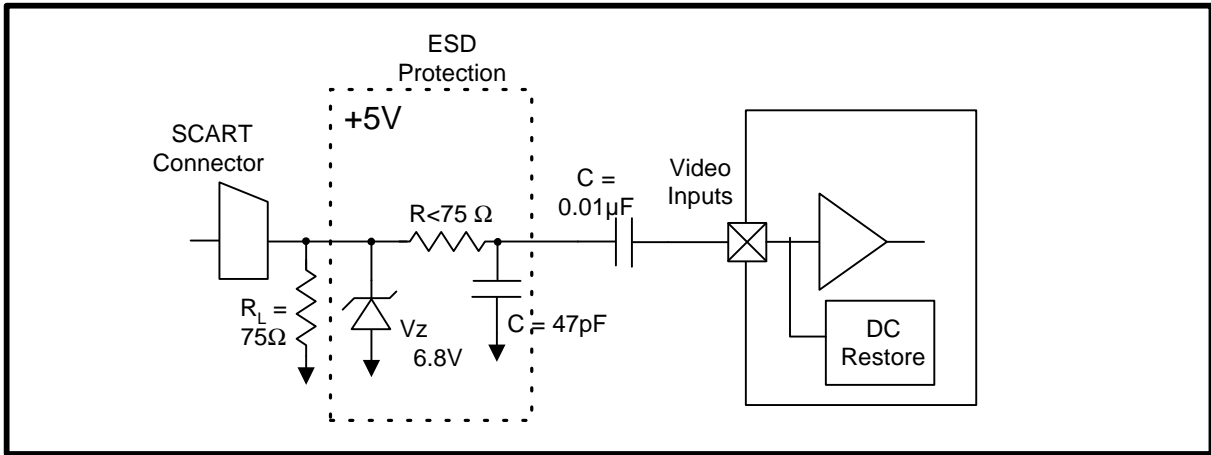 ESD
Protection
+5V
SCART
Connector
Video
Inputs
C =
0.01µF
R<75 Ω
R_L =
75Ω
Vz
6.8V
C = 47pF
DC
Restore